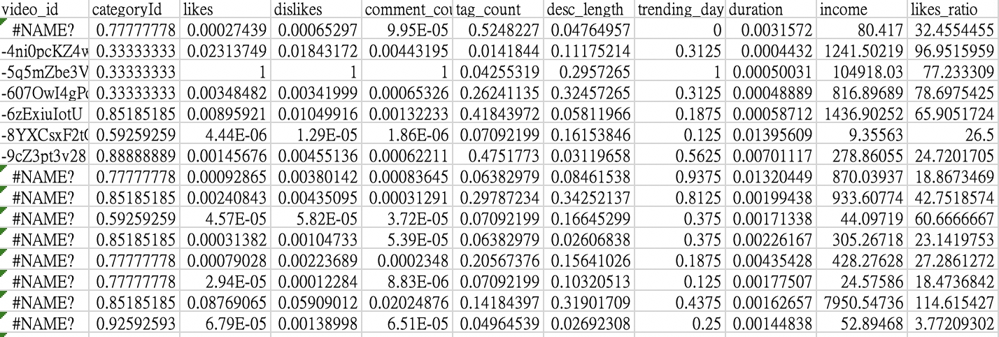 video_id categoryId likes dislikes comment_cou tag_count desc_length trending_day duration income likes_ratio
#NAME? 0.77777778 0.00027439 0.00065297 9.95E-05 0.5248227 0.04764957 0 0.0031572 80.417 32.4554455
-4ni0pcKZ4w 0.33333333 0.02313749 0.01843172 0.00443195 0.0141844 0.11175214 0.3125 0.0004432 1241.50219 96.9515959
-5q5mZbe3V 0.33333333 1 1 1 0.04255319 0.2957265 1 0.00050031 104918.03 77.233309
-607OwI4gPo 0.33333333 0.00348482 0.00341999 0.00065326 0.26241135 0.32457265 0.3125 0.00048889 816.89689 78.6975425
-6zExiuIotU 0.85185185 0.00895921 0.01049916 0.00132233 0.41843972 0.05811966 0.1875 0.00058712 1436.90252 65.9051724
-8YXCsxF2t 0.59259259 4.44E-06 1.29E-05 1.86E-06 0.07092199 0.16153846 0.125 0.01395609 9.35563 26.5
-9cZ3pt3v28 0.88888889 0.00145676 0.00455136 0.00062211 0.4751773 0.03119658 0.5625 0.00701117 278.86055 24.7201705
#NAME? 0.77777778 0.00092865 0.00380142 0.00083645 0.06382979 0.08461538 0.9375 0.01320449 870.03937 18.8673469
#NAME? 0.85185185 0.00240843 0.00435095 0.00031291 0.29787234 0.34252137 0.8125 0.00199438 933.60774 42.7518574
#NAME? 0.59259259 4.57E-05 5.82E-05 3.72E-05 0.07092199 0.16645299 0.375 0.00171338 44.09719 60.6666667
#NAME? 0.85185185 0.00031382 0.00104733 5.39E-05 0.06382979 0.02606838 0.375 0.00226167 305.26718 23.1419753
#NAME? 0.77777778 0.00079028 0.00223689 0.0002348 0.20567376 0.15641026 0.1875 0.00435428 428.27628 27.2861272
#NAME? 0.77777778 2.94E-05 0.00012284 8.83E-06 0.07092199 0.10320513 0.125 0.00177507 24.57586 18.4736842
#NAME? 0.85185185 0.08769065 0.05909012 0.02024876 0.14184397 0.31901709 0.4375 0.00162657 7950.54736 114.615427
#NAME? 0.92592593 6.79E-05 0.00138998 6.51E-05 0.04964539 0.02692308 0.25 0.00144838 52.89468 3.77209302